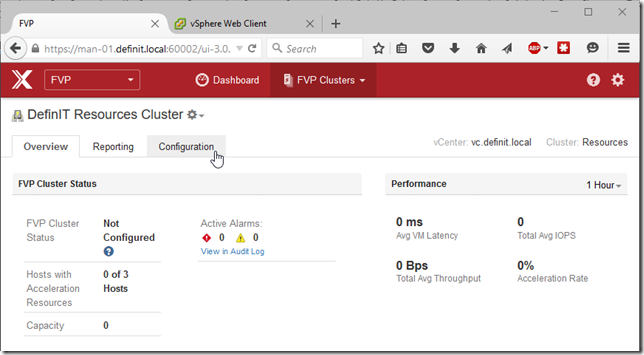 FVP
vSphere Web Client
https://man-01.definit.local:60002/ui-3.0.
Search
ABP
FVP
Dashboard
FVP Clusters
DefinIT Resources Cluster
Overview
Reporting
Configuration
vCenter: vc.definit.local
Cluster: Resources
FVP Cluster Status
FVP Cluster Status
Not Configured
Hosts with Acceleration Resources
0 of 3 Hosts
Capacity
0
Active Alarms:
0
0
View in Audit Log
Performance
1 Hour
0 ms
Avg VM Latency
0
Total Avg IOPS
0 Bps
Total Avg Throughput
0%
Acceleration Rate